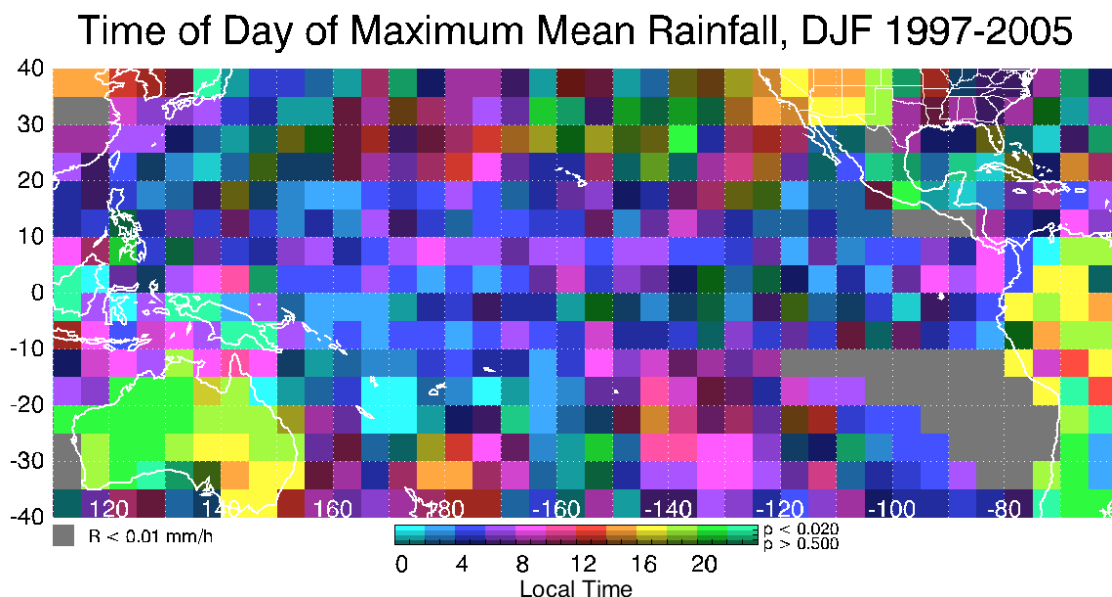 Time of Day of Maximum Mean Rainfall, DJF 1997-2005
40
30
20
10
0
-10
-20
-30
-40
120 140 160 180 -160 -140 -120 -100 -80 -6
R < 0.01 mm/h
p < 0.020
p > 0.500
0 4 8 12 16 20
Local Time